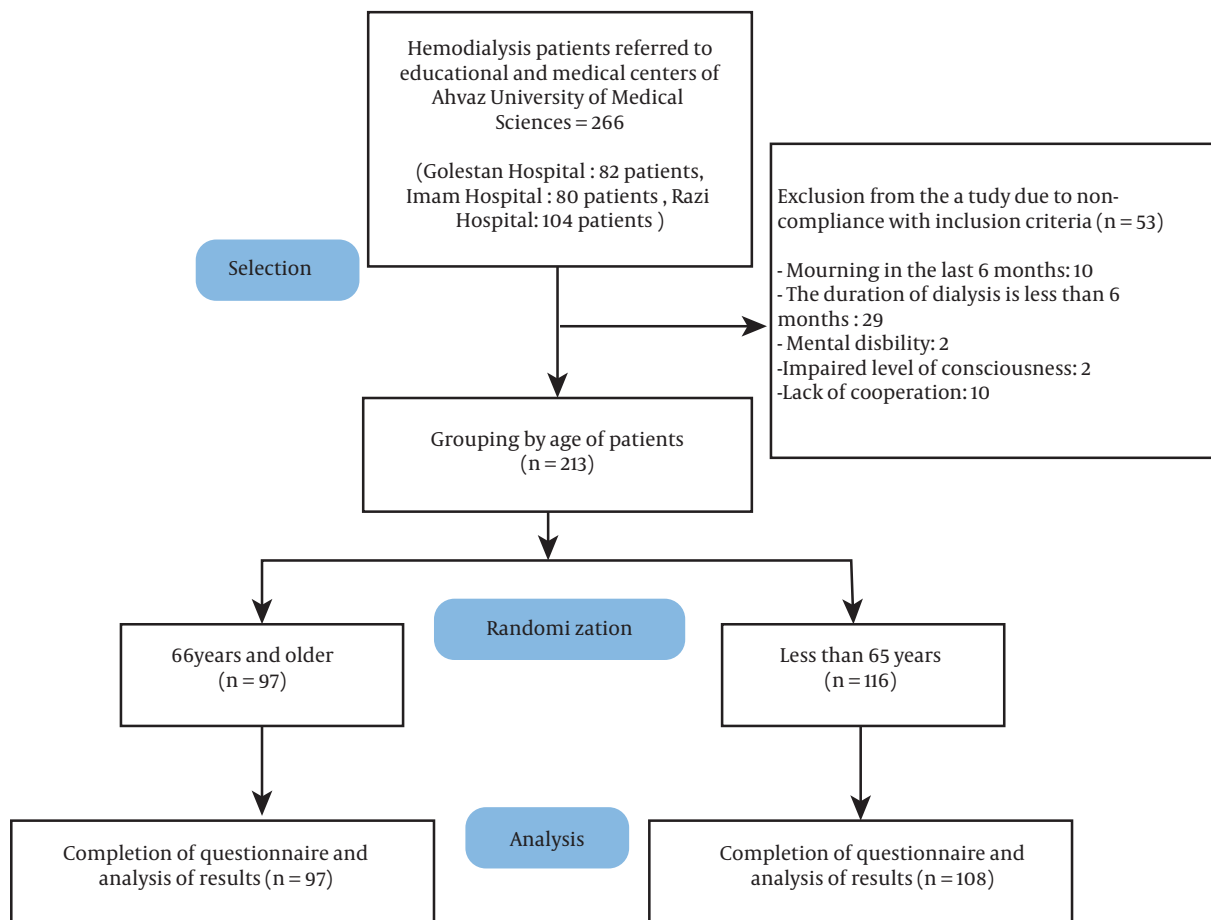 Hemodialysis patients referred to
educational and medical centers of
Ahvaz University of Medical
Sciences = 266
(Golestan Hospital : 82 patients,
Imam Hospital : 80 patients , Razi
Hospital: 104 patients )
Selection
Exclusion from the a tudy due to non-
compliance with inclusion criteria (n = 53)
- Mourning in the last 6 months: 10
- The duration of dialysis is less than 6
months : 29
- Mental disbility: 2
-Impaired level of consciousness: 2
-Lack of cooperation: 10
Grouping by age of patients
(n = 213)
Randomi zation
66years and older
(n = 97)
Less than 65 years
(n = 116)
Analysis
Completion of questionnaire and
analysis of results (n = 97)
Completion of questionnaire and
analysis of results (n = 108)